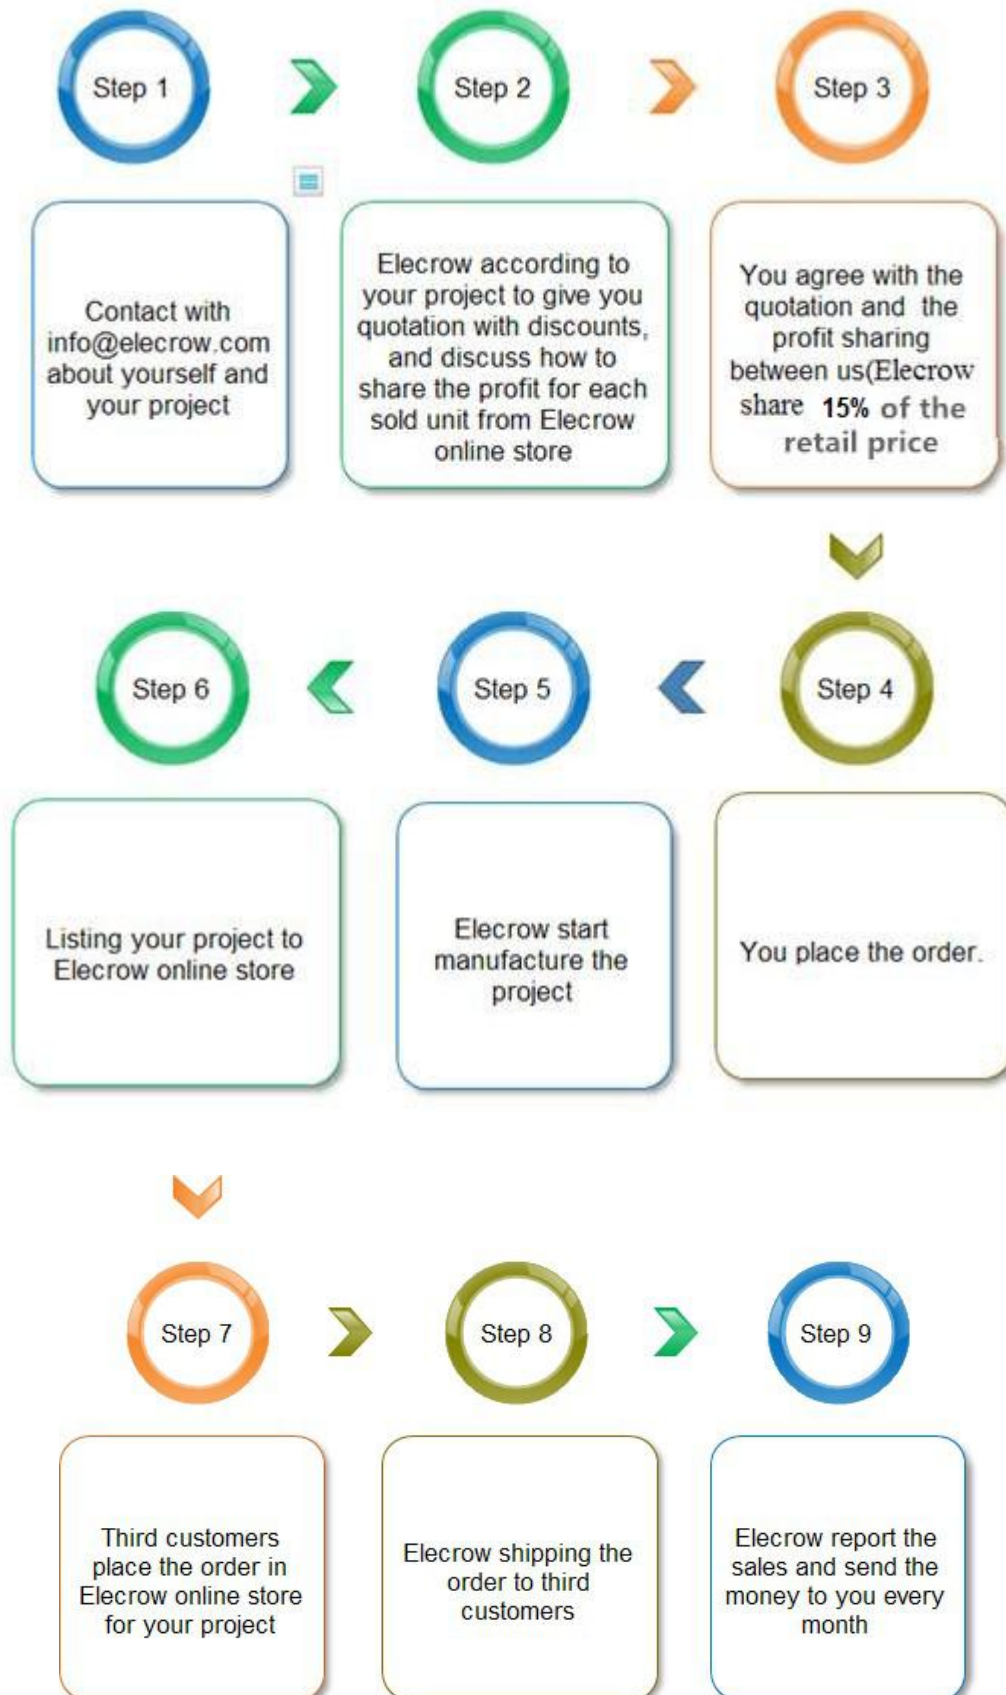 Step 1
Contact with
info@elecrow.com
about yourself and
your project
Step 2
Elecrow according to
your project to give you
quotation with discounts,
and discuss how to
share the profit for each
sold unit from Elecrow
online store
Step 3
You agree with the
quotation and the
profit sharing
between us(Elecrow
share 15% of the
retail price
Step 4
You place the order.
Step 5
Elecrow start
manufacture the
project
Step 6
Listing your project to
Elecrow online store
Step 7
Third customers
place the order in
Elecrow online store
for your project
Step 8
Elecrow shipping the
order to third
customers
Step 9
Elecrow report the
sales and send the
money to you every
month